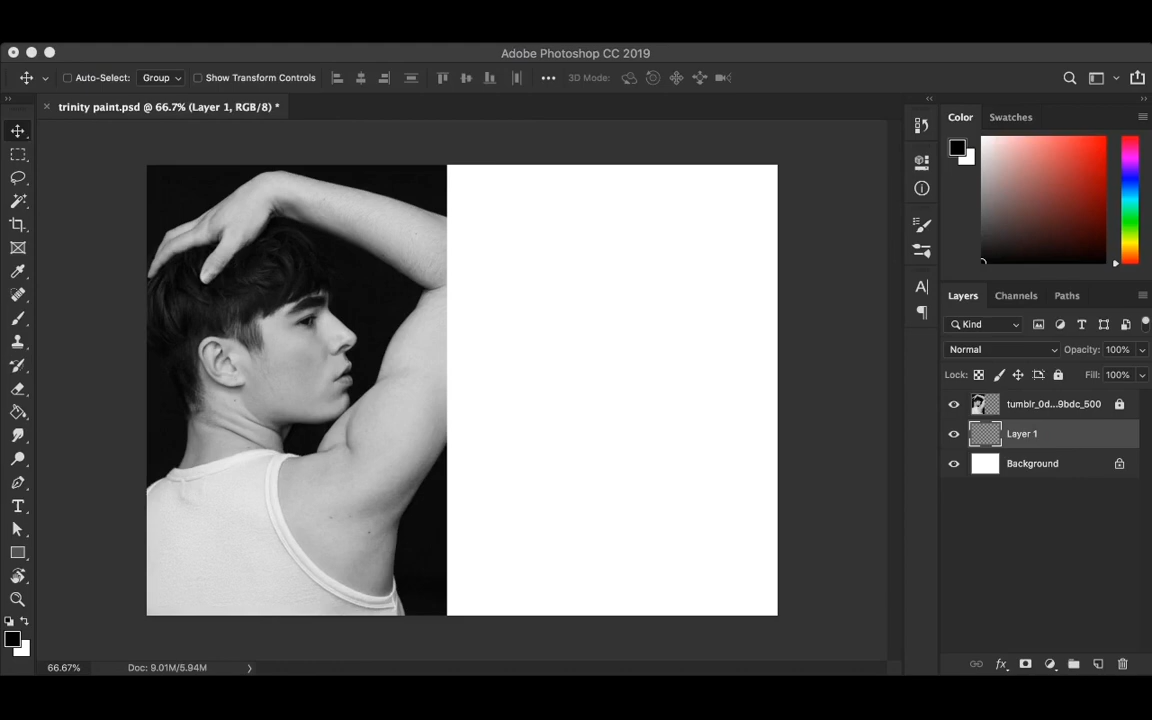 Adobe Photoshop CC 2019
Auto-Select: Group Show Transform Controls 3D Mode:
trinity paint.psd @ 66.7% (Layer 1, RGB/8) *
Color Swatches
Layers Channels Paths
Kind
Normal Opacity: 100%
Lock: Fill: 100%
tumblr_0d...9bdc_500
Layer 1
Background
66.67% Doc: 9.01M/5.94M